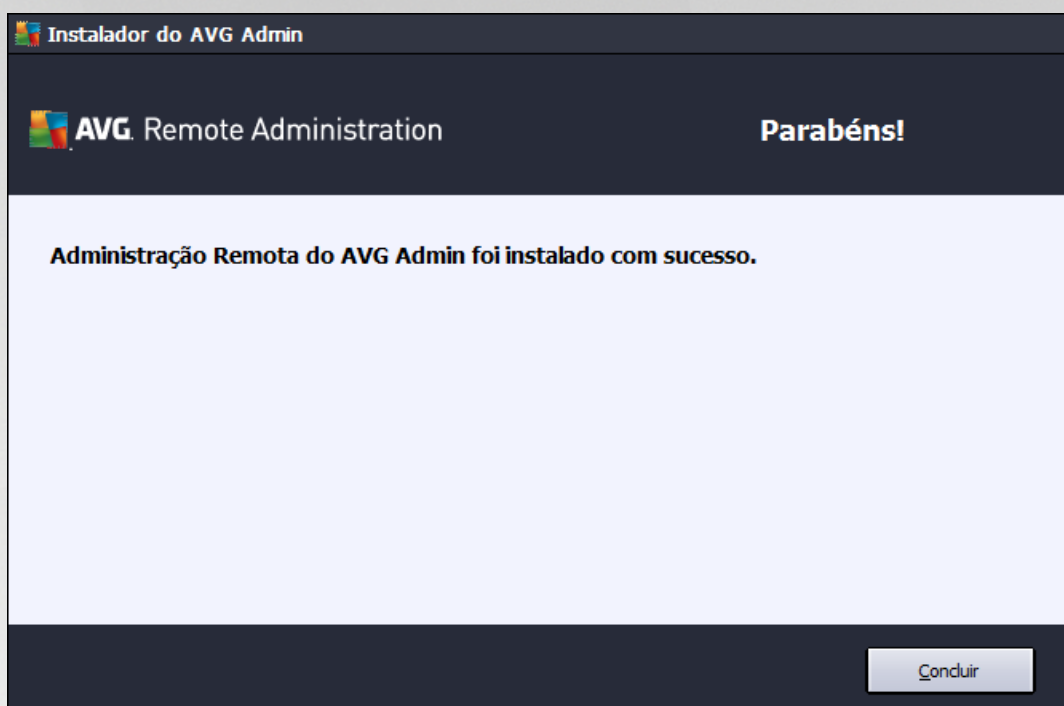 Instalador do AVG Admin
AVG. Remote Administration
Parabéns!
Administração Remota do AVG Admin foi instalado com sucesso.
Concluir